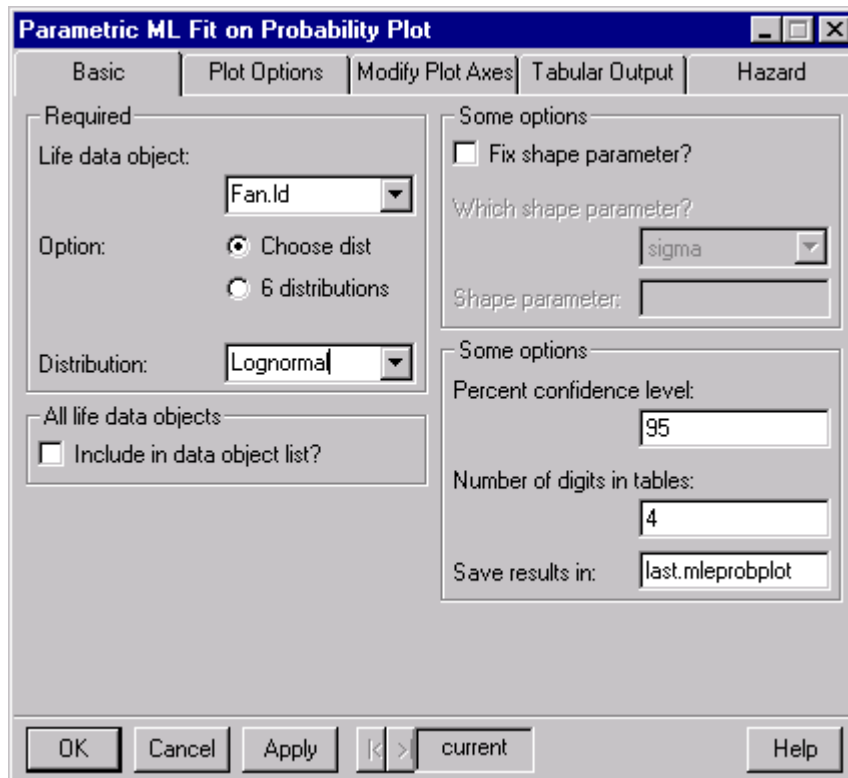 Parametric ML Fit on Probability Plot
Basic
Plot Options
Modify Plot Axes
Tabular Output
Hazard
Required
Life data object:
Fan.ld
Option:
Choose dist
6 distributions
Distribution:
Lognormal
All life data objects
Include in data object list?
Some options
Fix shape parameter?
Which shape parameter?
sigma
Shape parameter:
Some options
Percent confidence level:
95
Number of digits in tables:
4
Save results in:
last.mleprobplot
OK
Cancel
Apply
|<
>|
current
Help